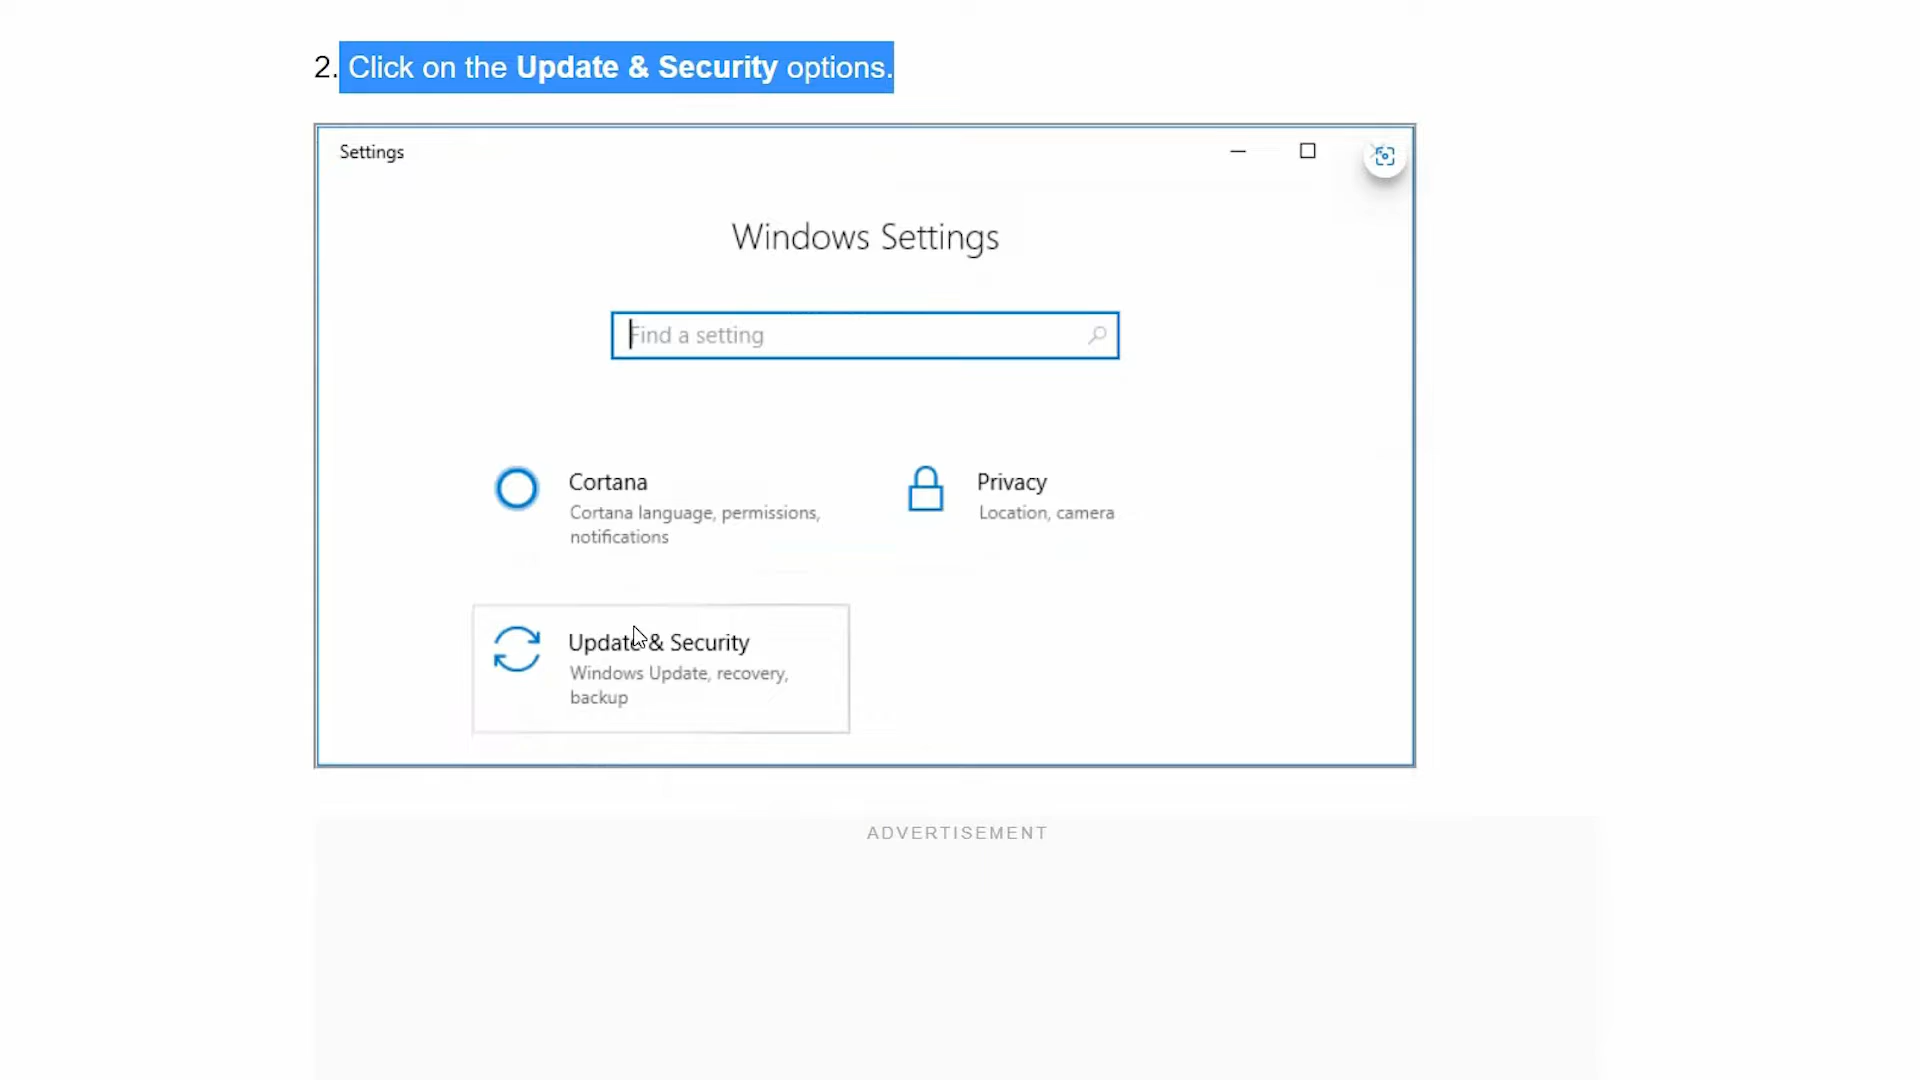 2. Click on the Update & Security options.
Settings
Windows Settings
Find a setting
Cortana
Cortana language, permissions,
notifications
Privacy
Location, camera
Update & Security
Windows Update, recovery,
backup
ADVERTISEMENT